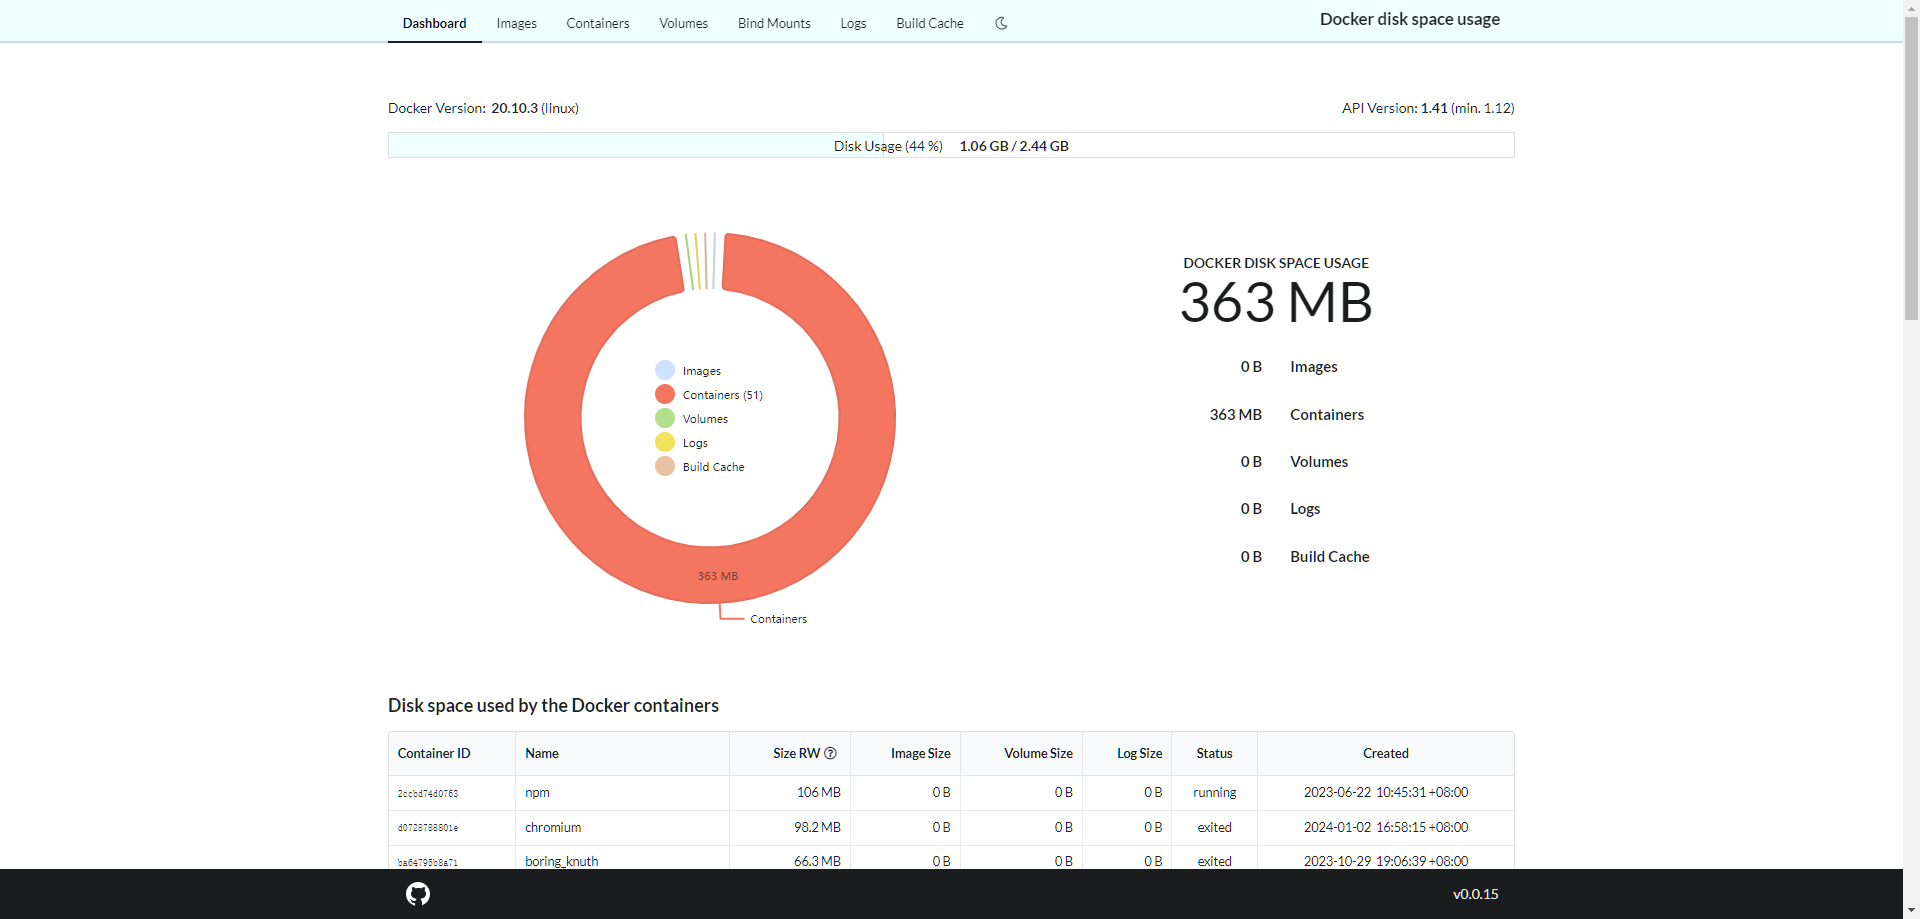 Dashboard Images Containers Volumes Bind Mounts Logs Build Cache Docker disk space usage
Docker Version: 20.10.3 (linux) API Version: 1.41 (min. 1.12)
Disk Usage (44 %) 1.06 GB / 2.44 GB
Images
Containers (51)
Volumes
Logs
Build Cache
363 MB
Containers
DOCKER DISK SPACE USAGE
363 MB
0 B Images
363 MB Containers
0 B Volumes
0 B Logs
0 B Build Cache
Disk space used by the Docker containers
Container ID Name Size RW Image Size Volume Size Log Size Status Created
2ccbd74d0763 npm 106 MB 0 B 0 B 0 B running 2023-06-22 10:45:31 +08:00
d0728788801e chromium 98.2 MB 0 B 0 B 0 B exited 2024-01-02 16:58:15 +08:00
ba64795b8a71 boring_knuth 66.3 MB 0 B 0 B 0 B exited 2023-10-29 19:06:39 +08:00
v0.0.15